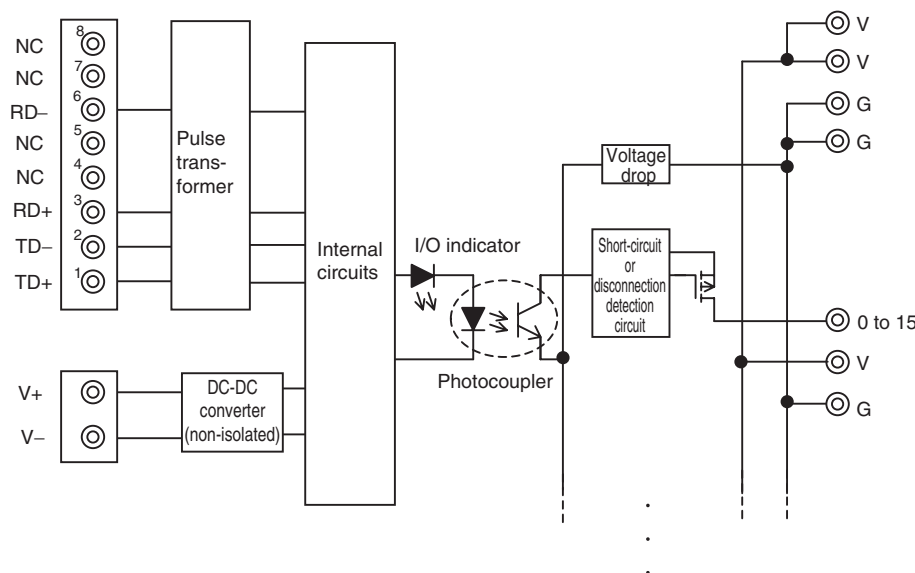 NC
8
NC
7
RD–
6
NC
5
NC
4
RD+
3
TD–
2
TD+
1
Pulse
trans-
former
V+
V–
DC-DC
converter
(non-isolated)
Internal
circuits
I/O indicator
Photocoupler
Voltage
drop
Short-circuit
or
disconnection
detection
circuit
V
V
G
G
0 to 15
V
G